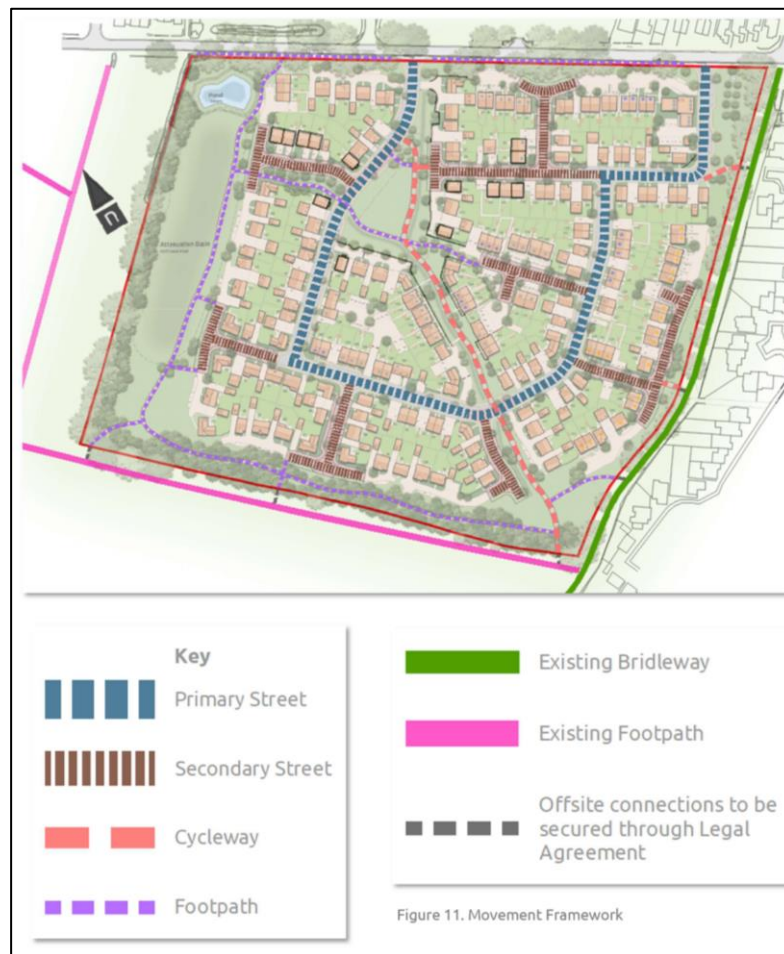 Key
Primary Street
Secondary Street
Cycleway
Footpath
Existing Bridleway
Existing Footpath
Offsite connections to be
secured through Legal
Agreement
Figure 11. Movement Framework